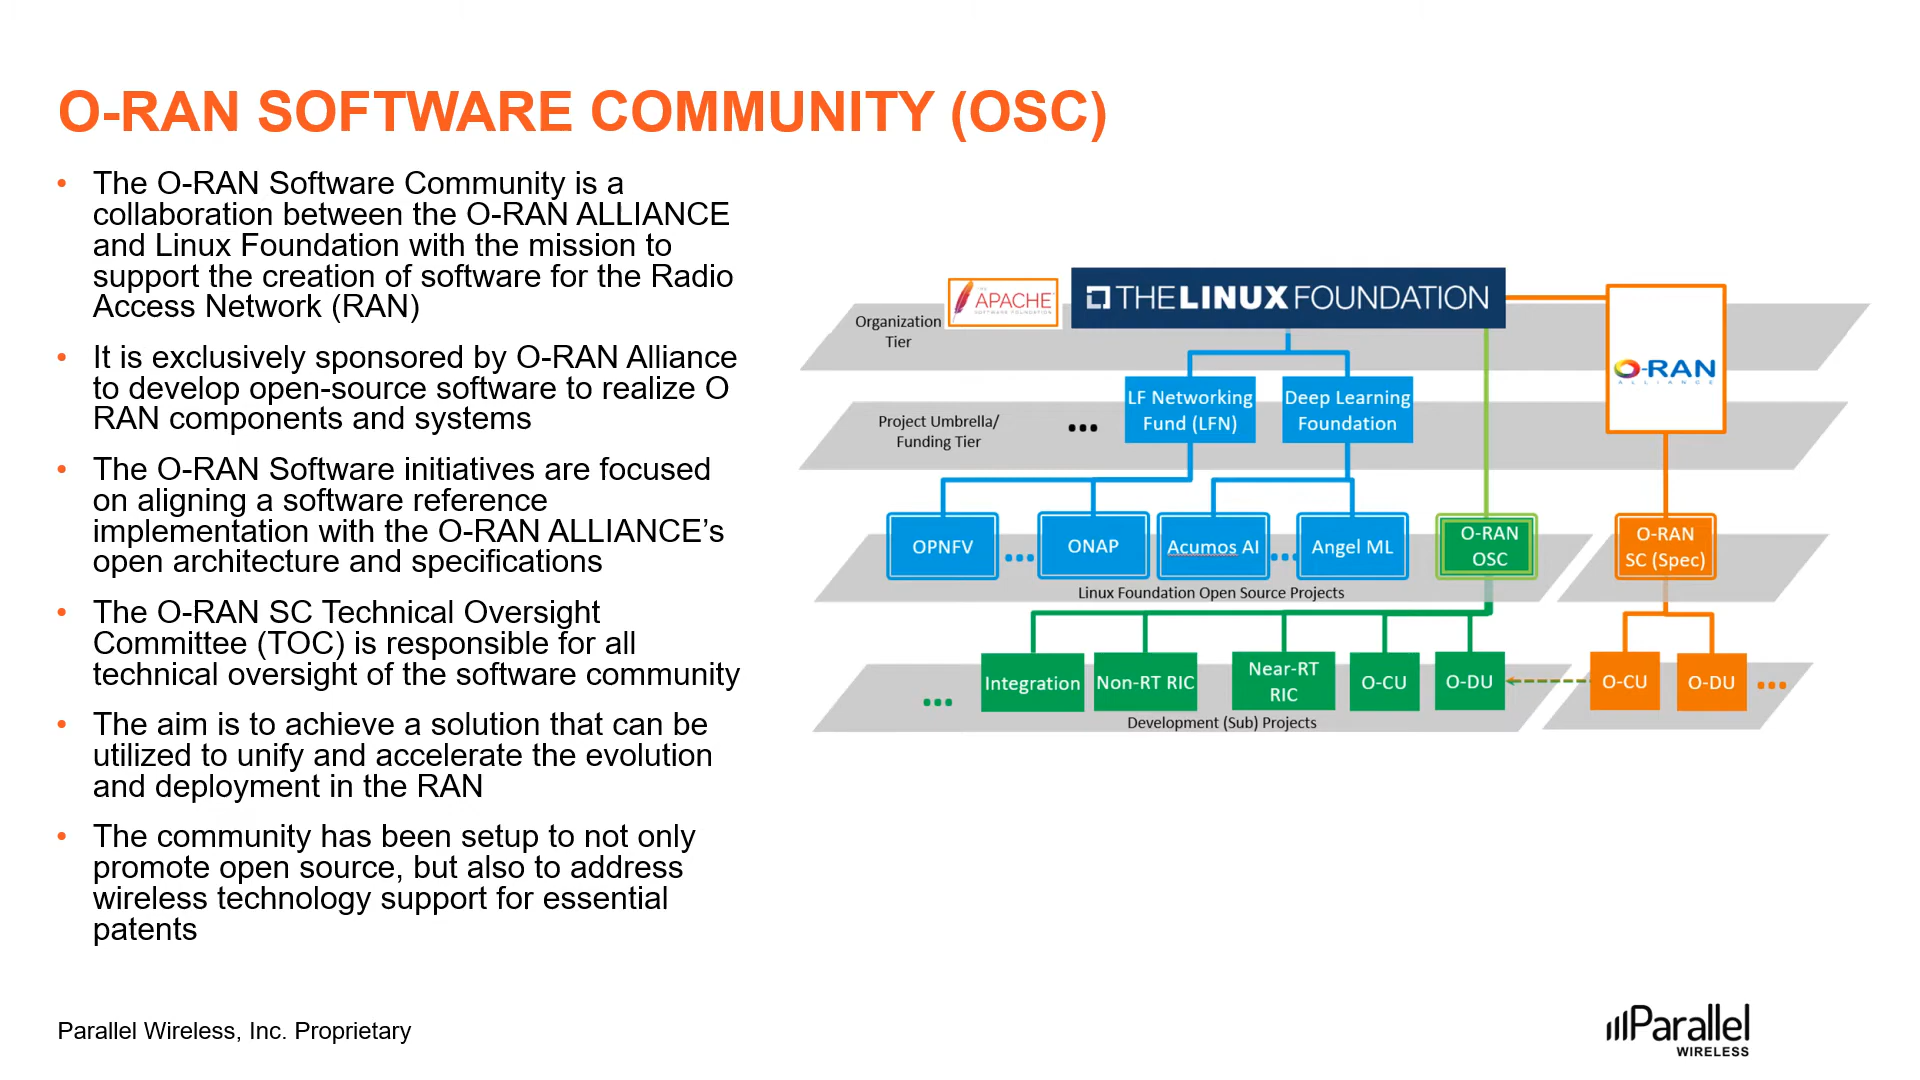 O-RAN SOFTWARE COMMUNITY (OSC)
• The O-RAN Software Community is a
collaboration between the O-RAN ALLIANCE
and Linux Foundation with the mission to
support the creation of software for the Radio
Access Network (RAN)
• It is exclusively sponsored by O-RAN Alliance
to develop open-source software to realize O
RAN components and systems
• The O-RAN Software initiatives are focused
on aligning a software reference
implementation with the O-RAN ALLIANCE’s
open architecture and specifications
• The O-RAN SC Technical Oversight
Committee (TOC) is responsible for all
technical oversight of the software community
• The aim is to achieve a solution that can be
utilized to unify and accelerate the evolution
and deployment in the RAN
• The community has been setup to not only
promote open source, but also to address
wireless technology support for essential
patents
Organization
Tier
THE
APACHE
SOFTWARE FOUNDATION
THE LINUX FOUNDATION
O-RAN
ALLIANCE
Project Umbrella/
Funding Tier
...
LF Networking
Fund (LFN)
Deep Learning
Foundation
OPNFV
...
ONAP
Acumos AI
...
Angel ML
O-RAN
OSC
O-RAN
SC (Spec)
Linux Foundation Open Source Projects
...
Integration
Non-RT RIC
Near-RT
RIC
O-CU
O-DU
O-CU
O-DU
...
Development (Sub) Projects
Parallel Wireless, Inc. Proprietary
Parallel
WIRELESS